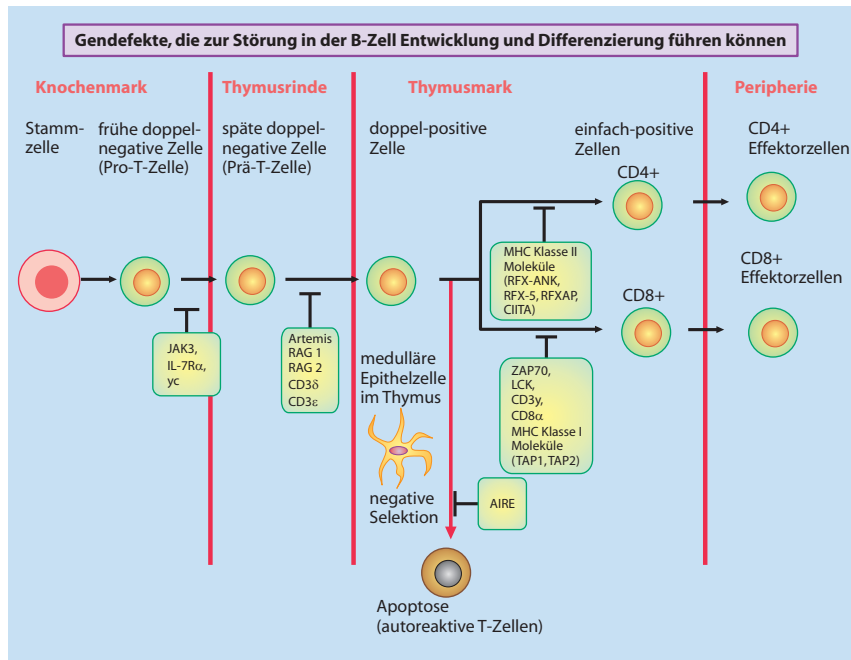 Gendefekte, die zur Störung in der B-Zell Entwicklung und Differenzierung führen können
Knochenmark
Thymusrinde
Thymusmark
Peripherie
Stamm-
zelle
frühe doppel-
negative Zelle
(Pro-T-Zelle)
späte doppel-
negative Zelle
(Prä-T-Zelle)
doppel-positive
Zelle
einfach-positive
Zellen
CD4+
CD4+
Effektorzellen
MHC Klasse II
Moleküle
(RFX-ANK,
RFX-5, RFXAP,
CIITA)
CD8+
CD8+
Effektorzellen
JAK3,
IL-7Rα,
yc
Artemis
RAG 1
RAG 2
CD3δ
CD3ε
medulläre
Epithelzelle
im Thymus
ZAP70,
LCK,
CD3y,
CD8α
MHC Klasse I
Moleküle
(TAP1, TAP2)
negative
Selektion
AIRE
Apoptose
(autoreaktive T-Zellen)